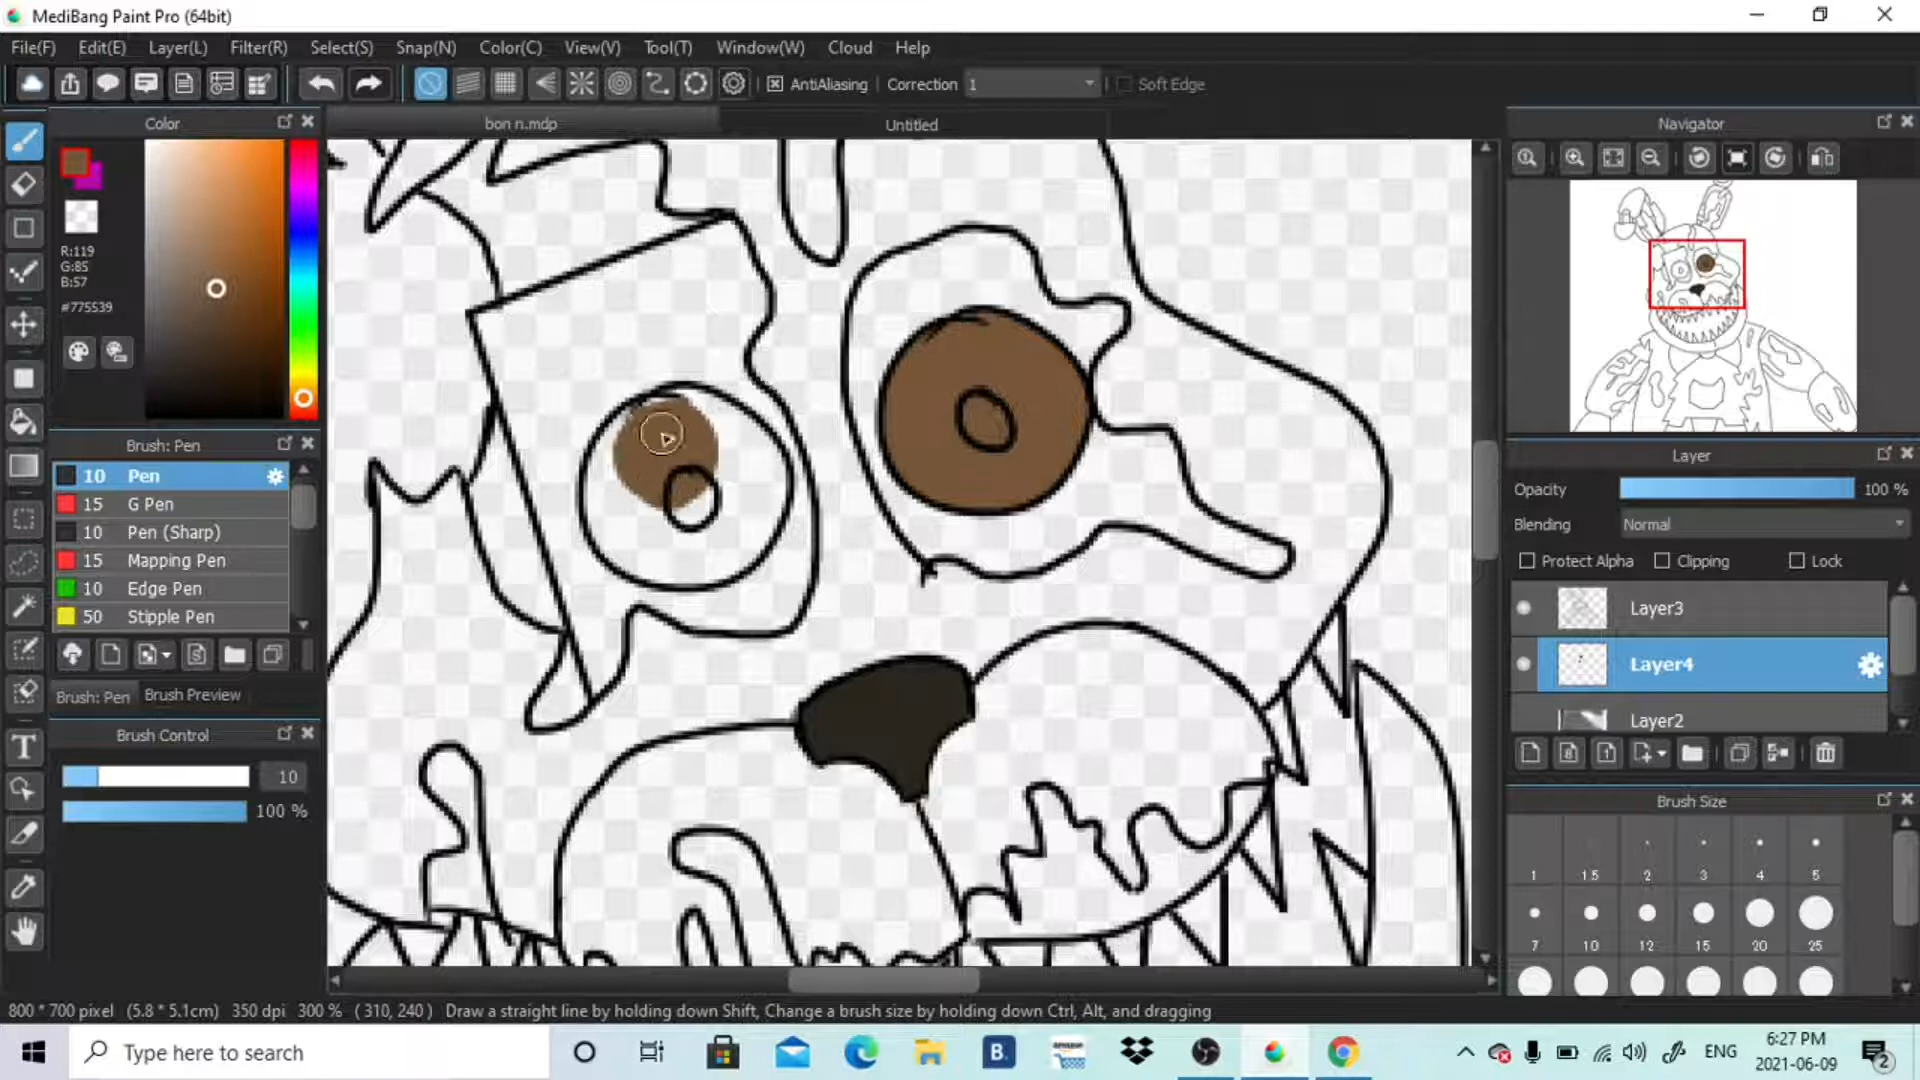 MediBang Paint Pro (64bit)
File(F) Edit(E) Layer(L) Filter(R) Select(S) Snap(N) Color(C) View(V) Tool(T) Window(W) Cloud Help
AntiAliasing Correction 1 Soft Edge
Color
bon n.mdp
Untitled
Navigator
R:119
G:85
B:57
#775539
Brush: Pen
10 Pen
15 G Pen
10 Pen (Sharp)
15 Mapping Pen
10 Edge Pen
50 Stipple Pen
Brush: Pen Brush Preview
Brush Control
10
100 %
Layer
Opacity 100 %
Blending Normal
Protect Alpha Clipping Lock
Layer3
Layer4
Layer2
Brush Size
1 1.5 2 3 4 5
7 10 12 15 20 25
800 * 700 pixel (5.8 * 5.1cm) 350 dpi 300 % ( 310, 240 ) Draw a straight line by holding down Shift, Change a brush size by holding down Ctrl, Alt, and dragging
Type here to search
B.
ENG
6:27 PM
2021-06-09
2